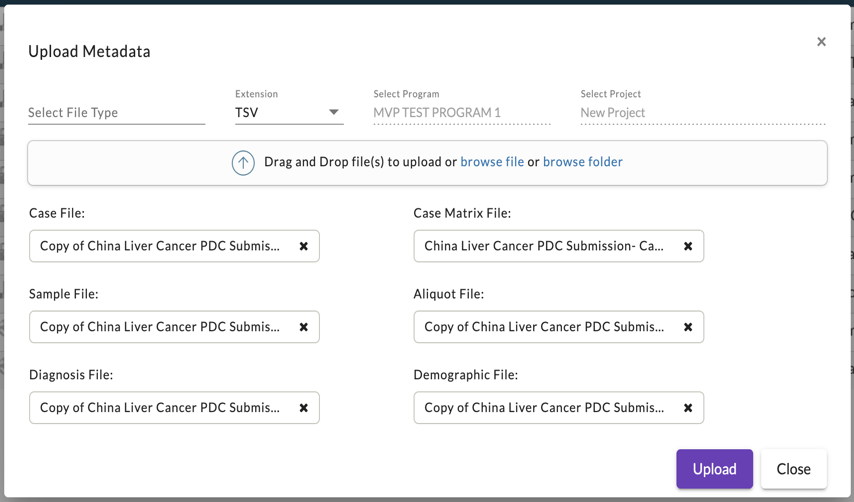 Upload Metadata
×
Extension
Select Program
Select Project
Select File Type
TSV
MVP TEST PROGRAM 1
New Project
Drag and Drop file(s) to upload or browse file or browse folder
Case File:
Case Matrix File:
Copy of China Liver Cancer PDC Submis... ×
China Liver Cancer PDC Submission- Ca... ×
Sample File:
Aliquot File:
Copy of China Liver Cancer PDC Submis... ×
Copy of China Liver Cancer PDC Submis... ×
Diagnosis File:
Demographic File:
Copy of China Liver Cancer PDC Submis... ×
Copy of China Liver Cancer PDC Submis... ×
Upload
Close